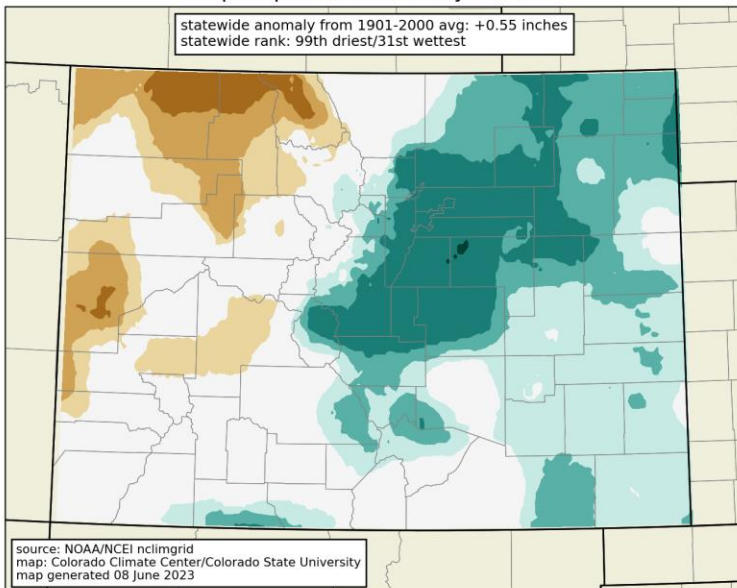 statewide anomaly from 1901-2000 avg: +0.55 inches
statewide rank: 99th driest/31st wettest
source: NOAA/NCEI nclimgrid
map: Colorado Climate Center/Colorado State University
map generated 08 June 2023